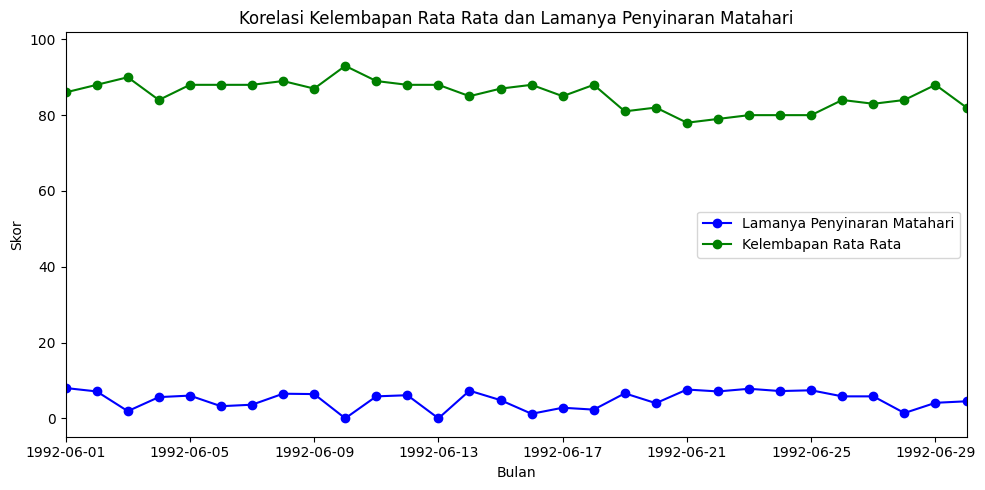 Korelasi Kelembapan Rata Rata dan Lamanya Penyinaran Matahari
100
80
60
40
20
0
Skor
Lamanya Penyinaran Matahari
Kelembapan Rata Rata
1992-06-01 1992-06-05 1992-06-09 1992-06-13 1992-06-17 1992-06-21 1992-06-25 1992-06-29
Bulan